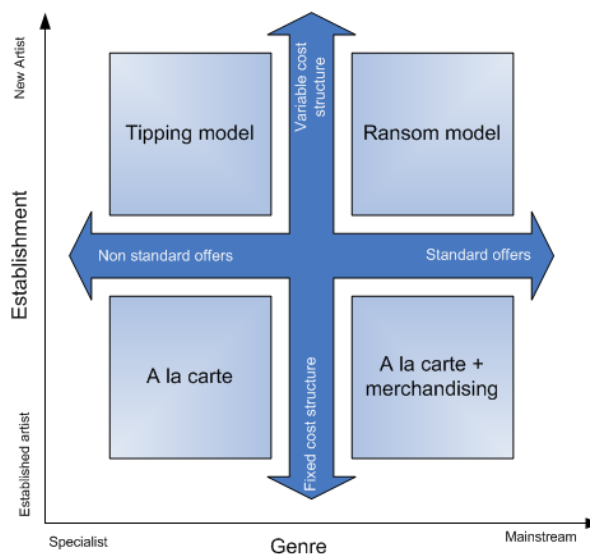 New Artist
Variable cost
structure
Tipping model
Ransom model
Establishment
Non standard offers
Standard offers
A la carte
A la carte +
merchandising
Fixed cost structure
Established artist
Specialist
Genre
Mainstream